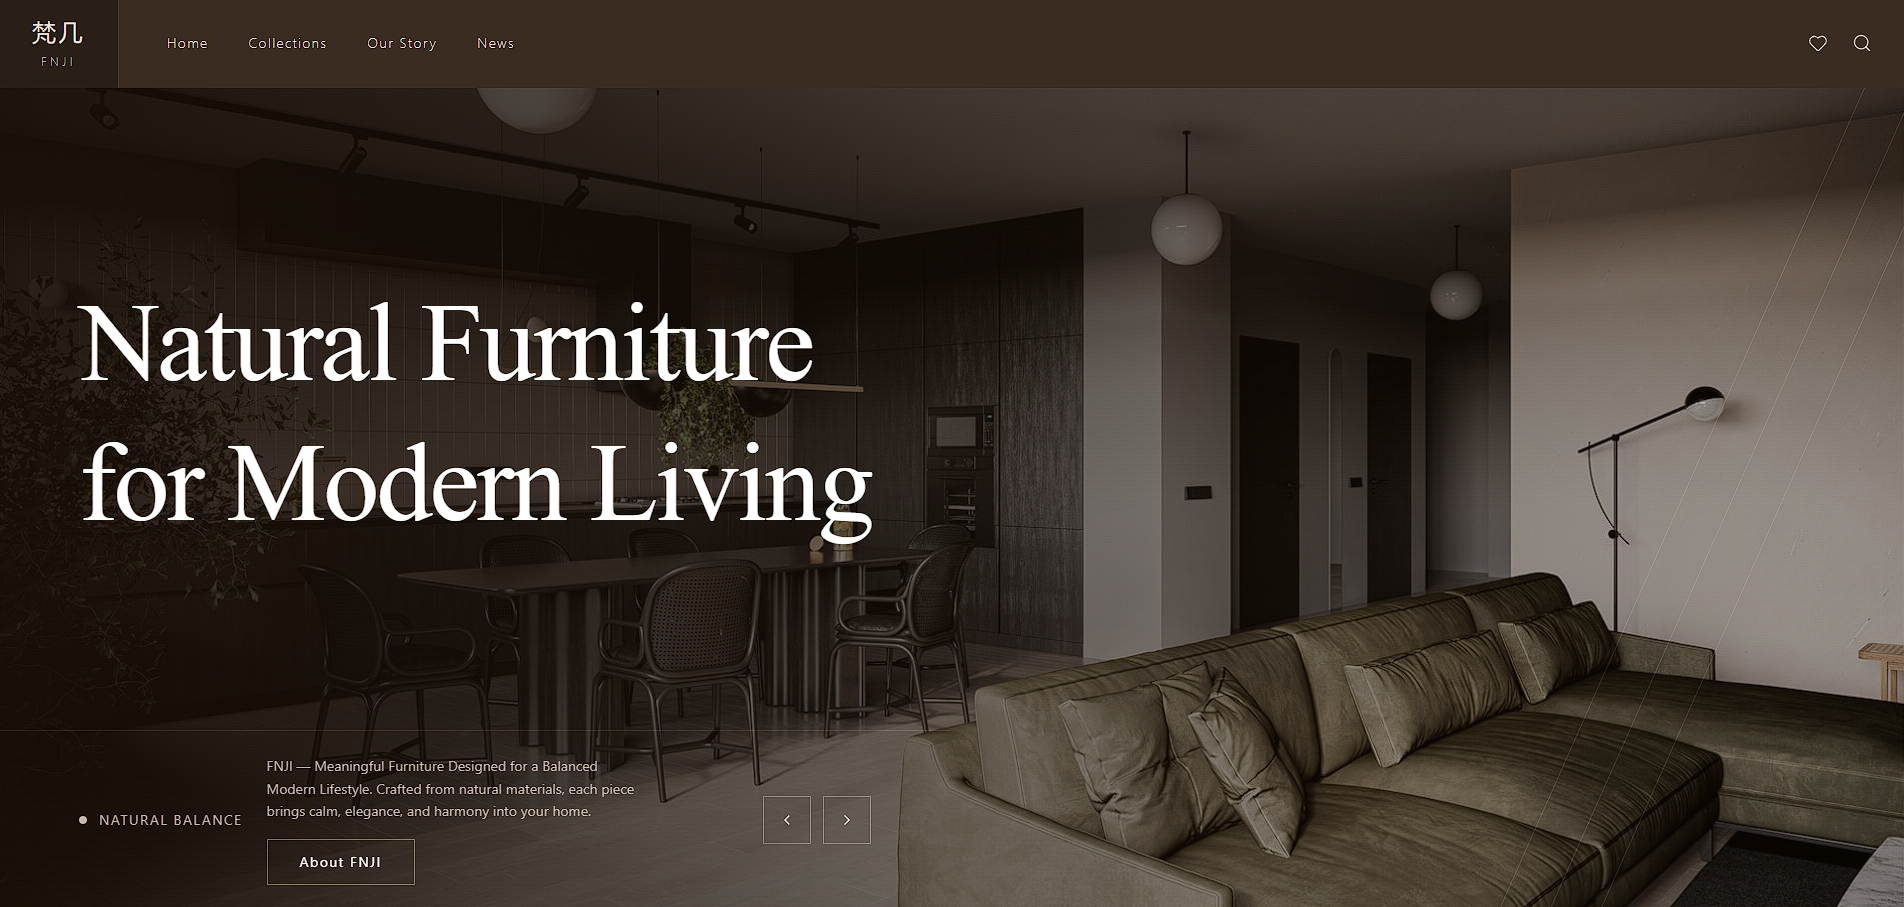 梵几
FNJI
Home
Collections
Our Story
News
Natural Furniture
for Modern Living
NATURAL BALANCE
FNJI — Meaningful Furniture Designed for a Balanced
Modern Lifestyle. Crafted from natural materials, each piece
brings calm, elegance, and harmony into your home.
About FNJI